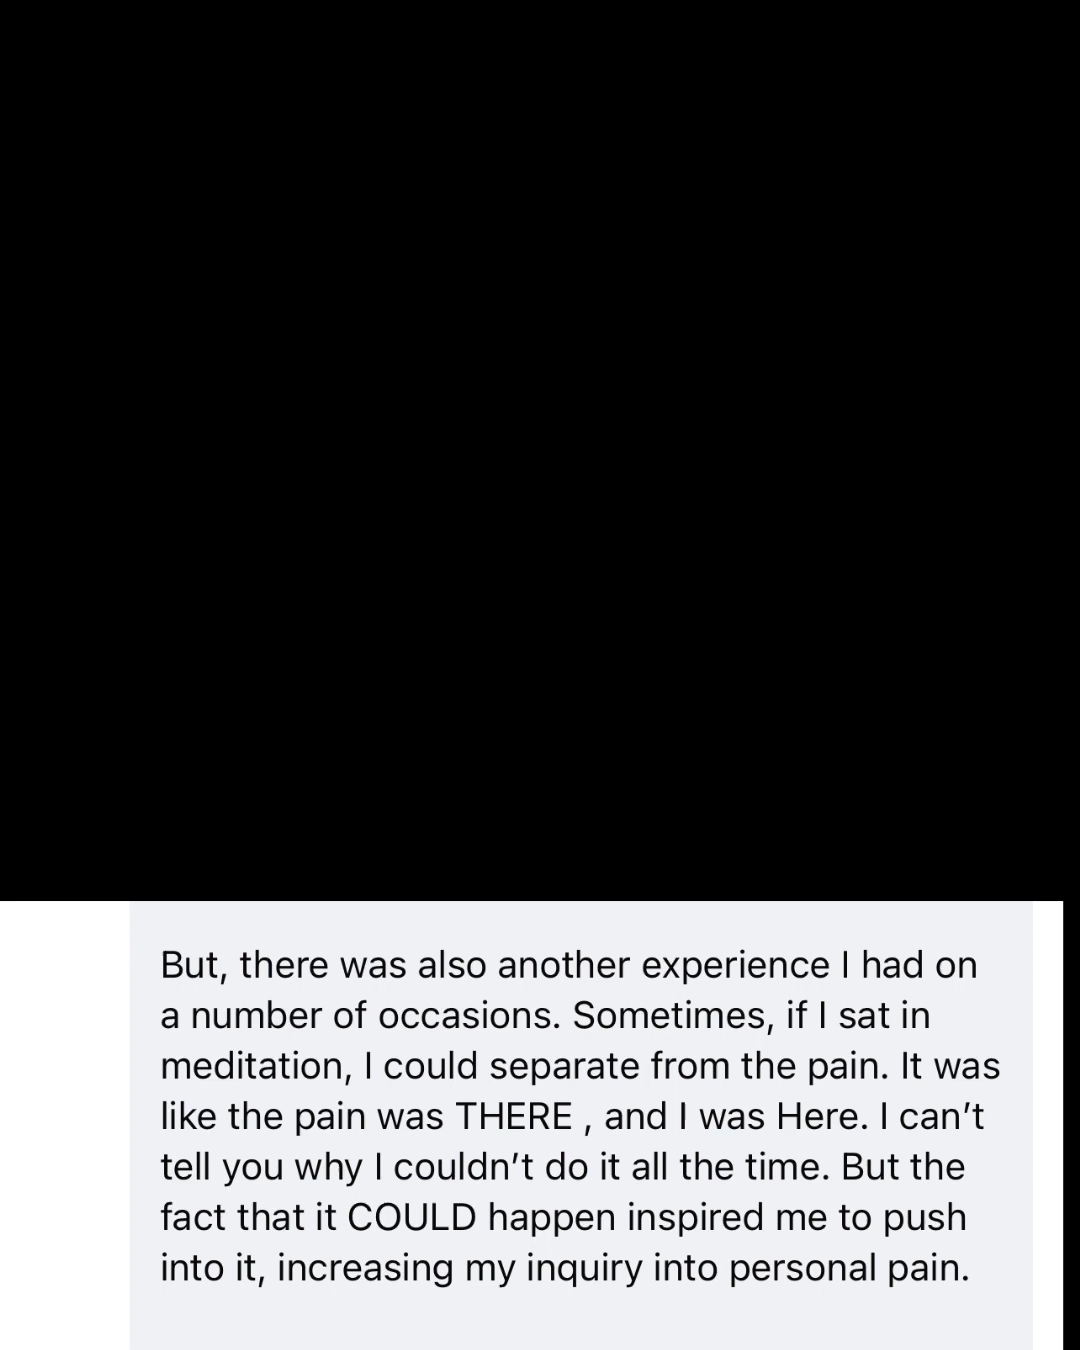 But, there was also another experience I had on
a number of occasions. Sometimes, if I sat in
meditation, I could separate from the pain. It was
like the pain was THERE , and I was Here. I can’t
tell you why I couldn’t do it all the time. But the
fact that it COULD happen inspired me to push
into it, increasing my inquiry into personal pain.